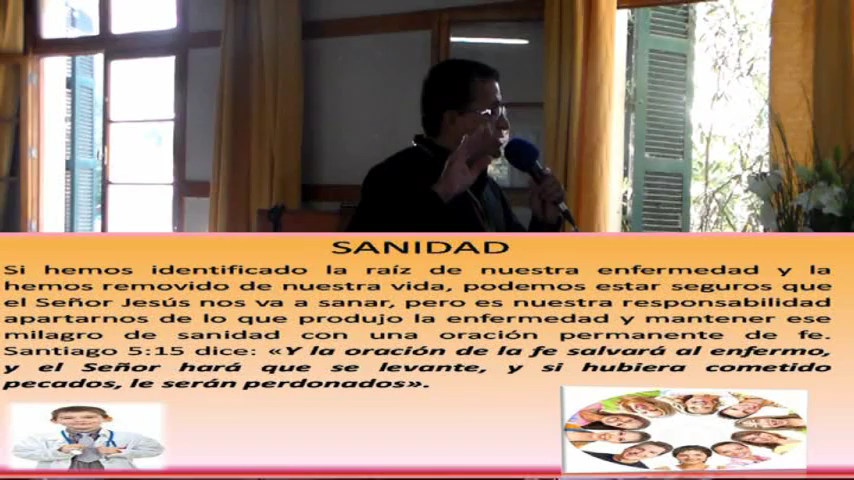 SANIDAD
Si hemos identificado la raíz de nuestra enfermedad y la
hemos removido de nuestra vida, podemos estar seguros que
el Señor Jesús nos va a sanar, pero es nuestra responsabilidad
apartarnos de lo que produjo la enfermedad y mantener ese
milagro de sanidad con una oración permanente de fe.
Santiago 5:15 dice: «Y la oración de la fe salvará al enfermo,
y el Señor hará que se levante, y si hubiera cometido
pecados, le serán perdonados».